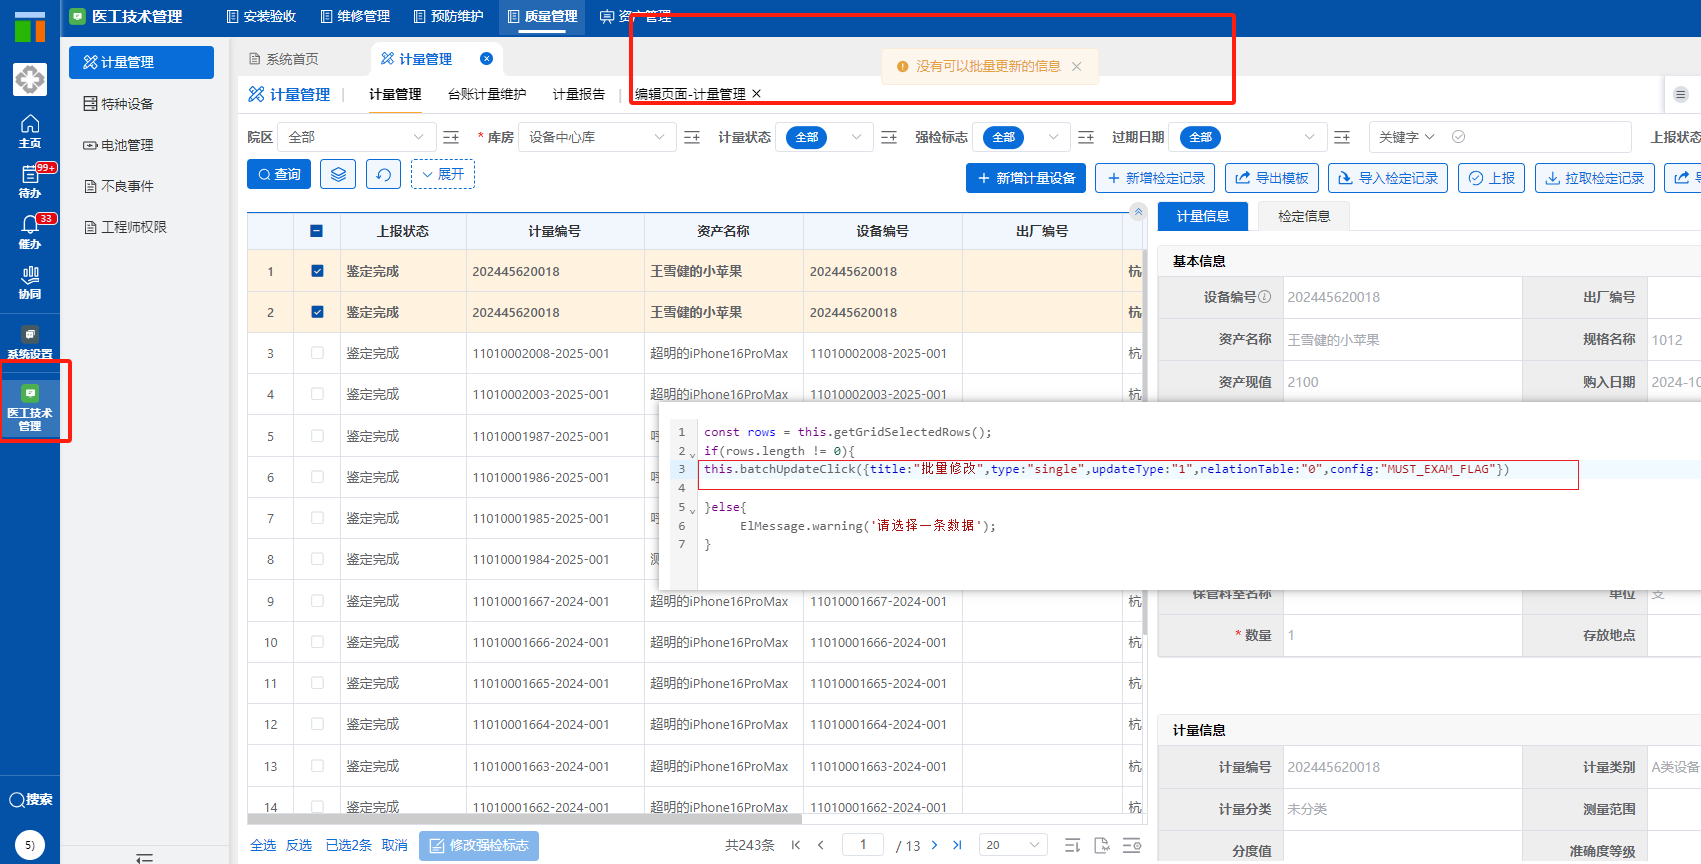 医工技术管理
安装验收
维修管理
预防维护
质量管理
资产管理
主页
99+
待办
33
催办
协同
系统设置
医工技术
管理
搜索
5)
计量管理
特种设备
电池管理
不良事件
工程师权限
系统首页
计量管理
没有可以批量更新的信息
计量管理
计量管理
台账计量维护
计量报告
编辑页面-计量管理
院区
全部
* 库房
设备中心库
计量状态
全部
强检标志
全部
过期日期
全部
关键字
上报状态
查询
展开
新增计量设备
新增检定记录
导出模板
导入检定记录
上报
拉取检定记录
上报状态 计量编号 资产名称 设备编号 出厂编号
1 鉴定完成 202445620018 王雪健的小苹果 202445620018 杭
2 鉴定完成 202445620018 王雪健的小苹果 202445620018 杭
3 鉴定完成 11010002008-2025-001 超明的iPhone16ProMax 11010002008-2025-001 杭
4 鉴定完成 11010002003-2025-001 超明的iPhone16ProMax 11010002003-2025-001 杭
5 鉴定完成 11010001987-2025-001
6 鉴定完成 11010001986-2025-001
7 鉴定完成 11010001985-2025-001
8 鉴定完成 11010001984-2025-001
9 鉴定完成 11010001667-2024-001 超明的iPhone16ProMax 11010001667-2024-001 杭
10 鉴定完成 11010001666-2024-001 超明的iPhone16ProMax 11010001666-2024-001 杭
11 鉴定完成 11010001665-2024-001 超明的iPhone16ProMax 11010001665-2024-001 杭
12 鉴定完成 11010001664-2024-001 超明的iPhone16ProMax 11010001664-2024-001 杭
13 鉴定完成 11010001663-2024-001 超明的iPhone16ProMax 11010001663-2024-001 杭
14 鉴定完成 11010001662-2024-001 超明的iPhone16ProMax 11010001662-2024-001 杭
全选 反选 已选2条 取消 修改强检标志
共243条 1 / 13 20
计量信息
检定信息
基本信息
设备编号 202445620018 出厂编号
资产名称 王雪健的小苹果 规格名称 1012
资产现值 2100 购入日期 2024-10
1 const rows = this.getGridSelectedRows();
2 if(rows.length != 0){
3 this.batchUpdateClick({title:"批量修改",type:"single",updateType:"1",relationTable:"0",config:"MUST_EXAM_FLAG"})
4
5 }else{
6 ElMessage.warning('请选择一条数据');
7 }
保管科室名称 单位 支
* 数量 1 存放地点
计量信息
计量编号 202445620018 计量类别 A类设备
计量分类 未分类 测量范围
分度值 准确度等级